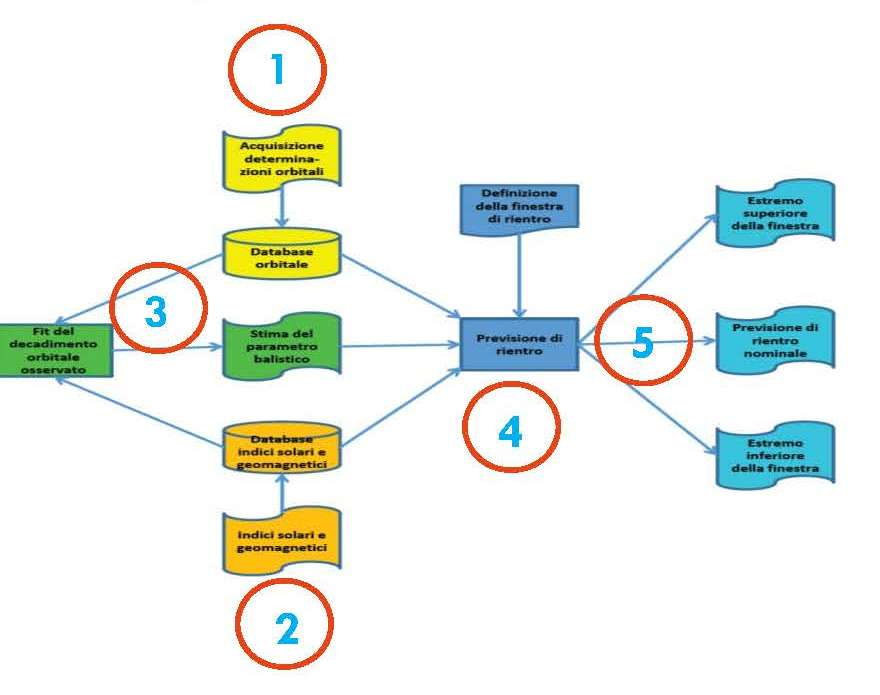 1
Acquisizione
determina-
zioni orbitali
Database
orbitale
3
Fit del
decadimento
orbitale
osservato
Stima del
parametro
balistico
Database
indici solari e
geomagnetici
Indici solari e
geomagnetici
2
Definizione
della finestra
di rientro
Previsione di
rientro
4
5
Estremo
superiore
della finestra
Previsione di
rientro
nominale
Estremo
inferiore
della finestra